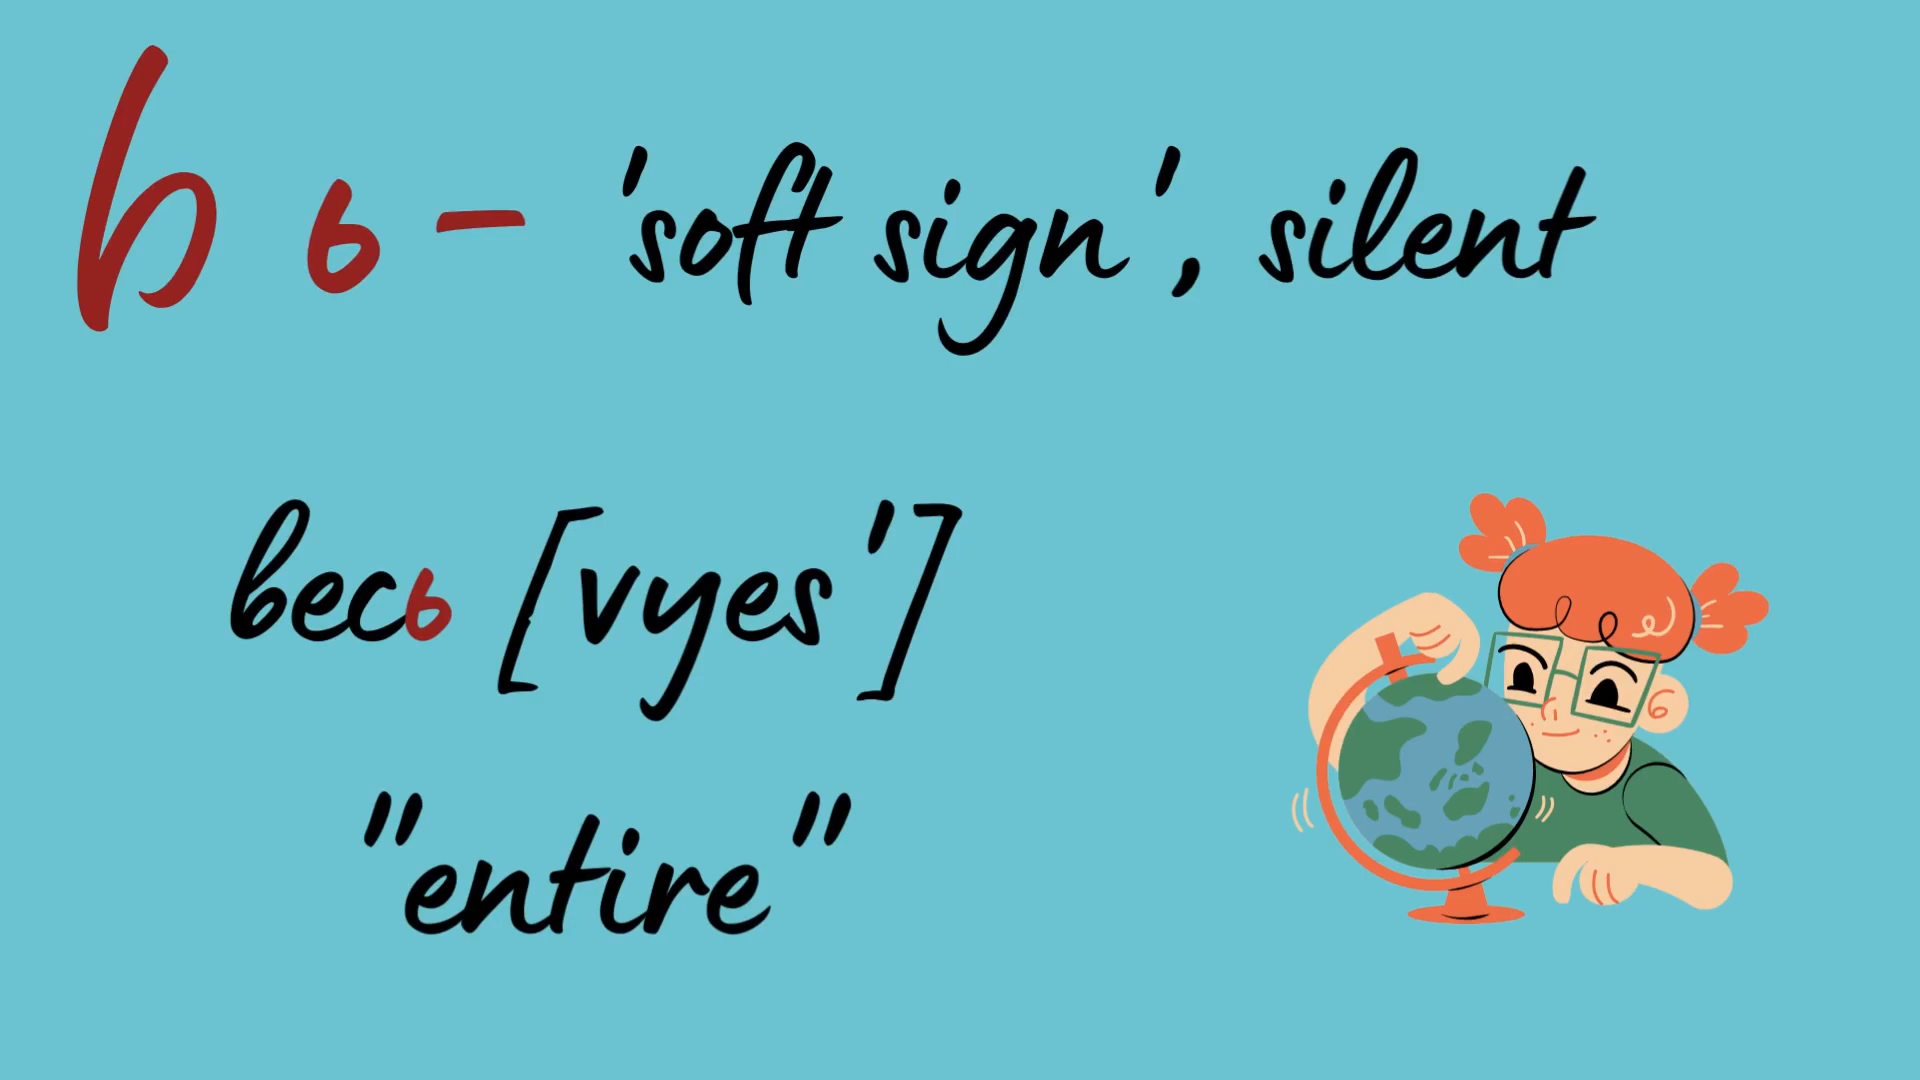 Ь ь – 'soft sign', silent
весь [vyes']
"entire"